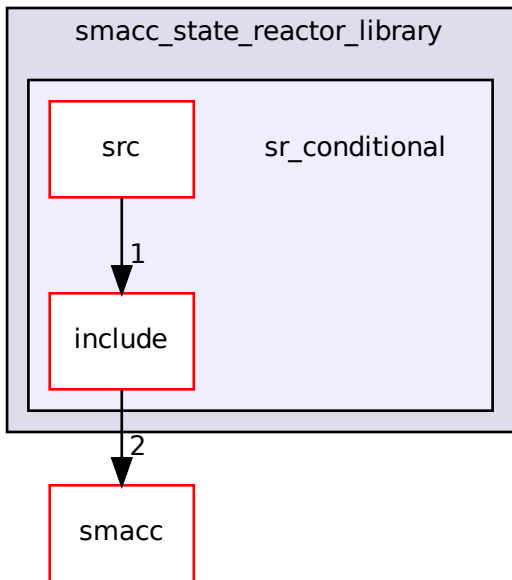 smacc_state_reactor_library
src
sr_conditional
1
include
2
smacc